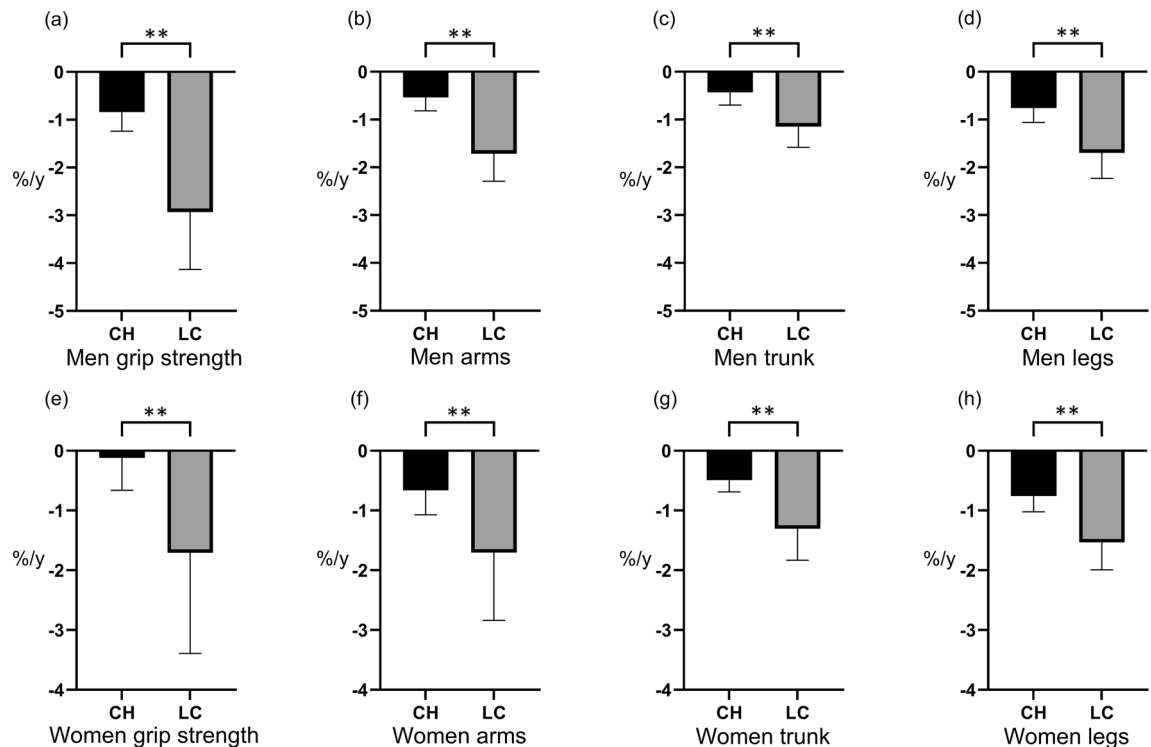 (a) (b) (c) (d)
** ** ** **
0 0 0 0
-1 -1 -1 -1
-2 -2 -2 -2
%/y %/y %/y %/y
-3 -3 -3 -3
-4 -4 -4 -4
-5 -5 -5 -5
CH LC CH LC CH LC CH LC
Men grip strength Men arms Men trunk Men legs
(e) (f) (g) (h)
** ** ** **
0 0 0 0
-1 -1 -1 -1
%/y %/y %/y %/y
-2 -2 -2 -2
-3 -3 -3 -3
-4 -4 -4 -4
CH LC CH LC CH LC CH LC
Women grip strength Women arms Women trunk Women legs